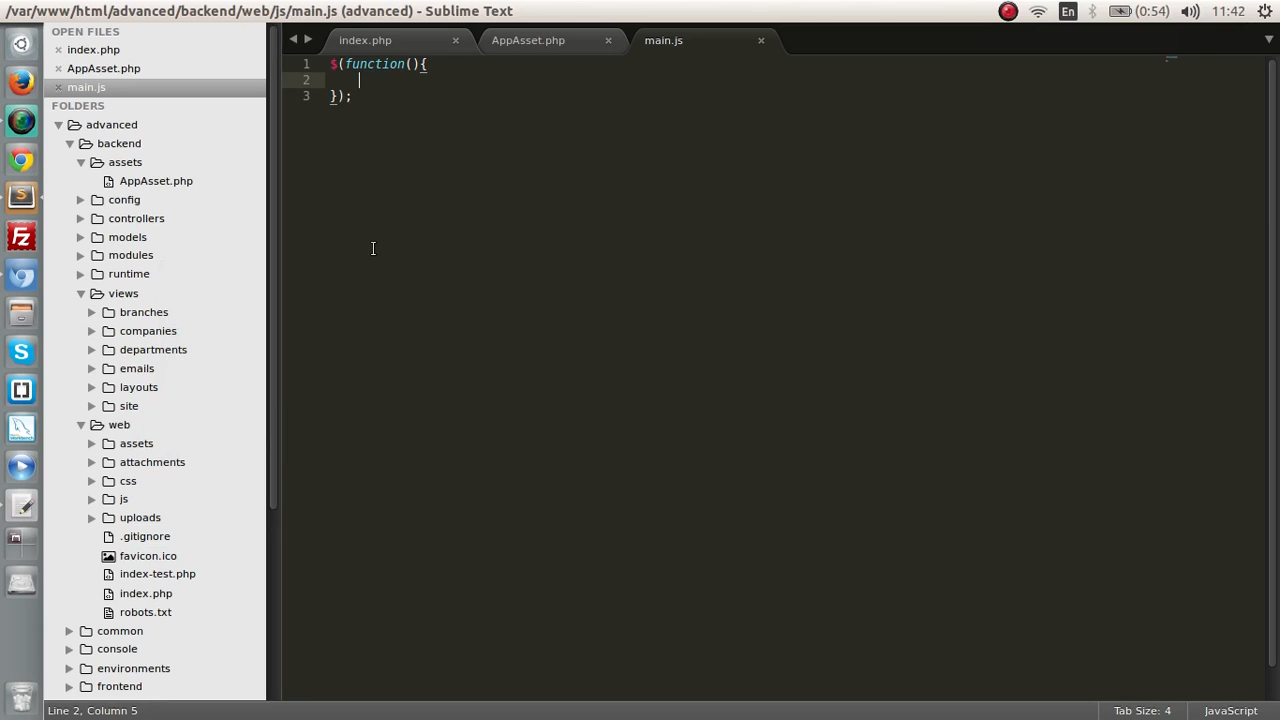 /var/www/html/advanced/backend/web/js/main.js (advanced) - Sublime Text
En
(0:54)
11:42
OPEN FILES
index.php
AppAsset.php
main.js
FOLDERS
advanced
backend
assets
AppAsset.php
config
controllers
models
modules
runtime
views
branches
companies
departments
emails
layouts
site
web
assets
attachments
css
js
uploads
.gitignore
favicon.ico
index-test.php
index.php
robots.txt
common
console
environments
frontend
index.php
AppAsset.php
main.js
1 $(function(){
2
3 });
Line 2, Column 5
Tab Size: 4
JavaScript